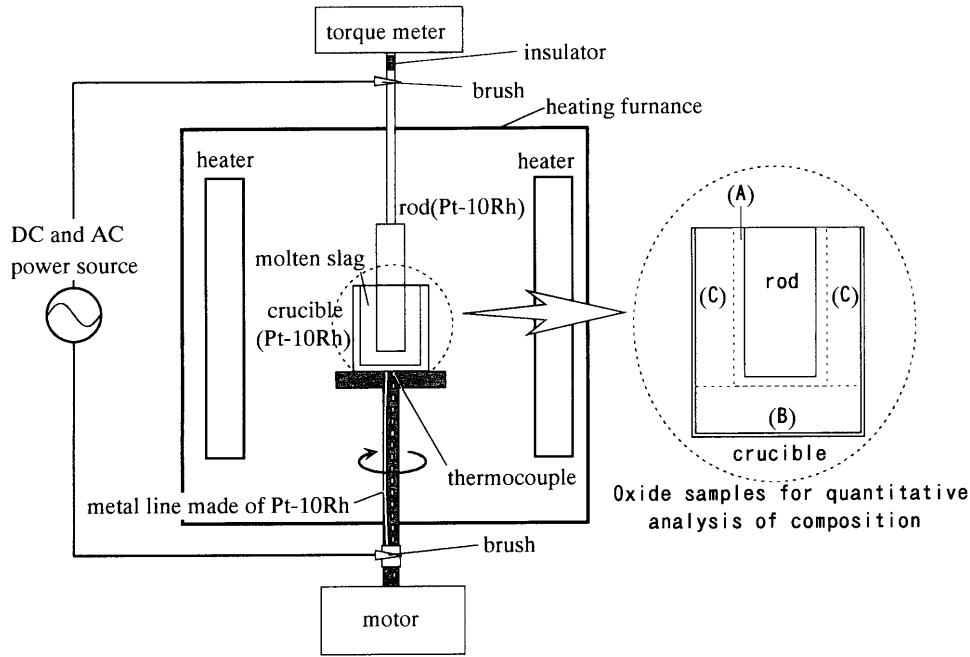 torque meter
insulator
brush
heating furnance
heater
heater
rod(Pt-10Rh)
DC and AC
power source
molten slag
crucible
(Pt-10Rh)
thermocouple
metal line made of Pt-10Rh
brush
motor
(A)
rod
(C)
(C)
(B)
crucible
Oxide samples for quantitative
analysis of composition